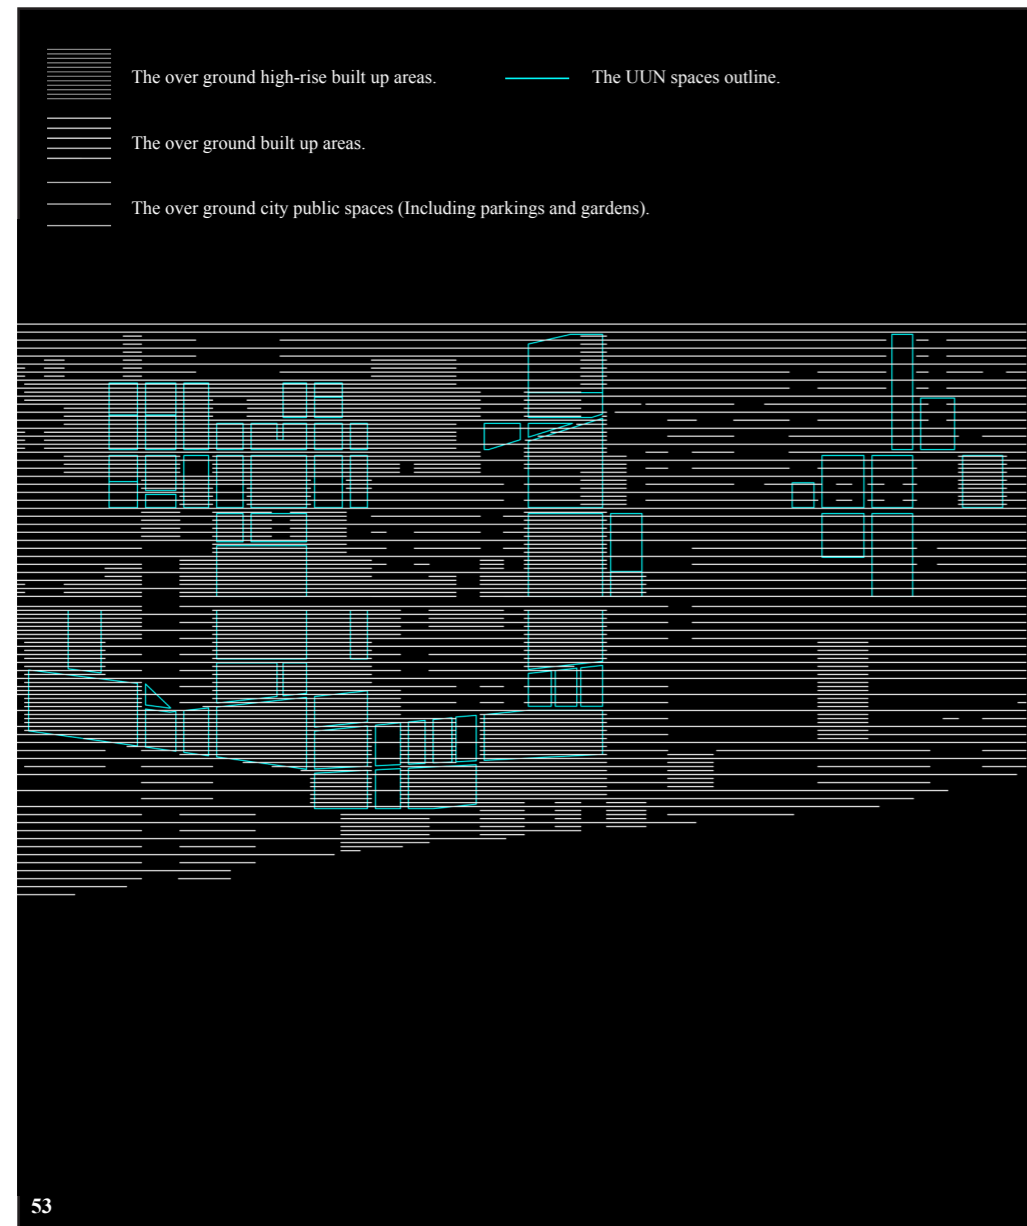 The over ground high-rise built up areas.
The UUN spaces outline.
The over ground built up areas.
The over ground city public spaces (Including parkings and gardens).
53